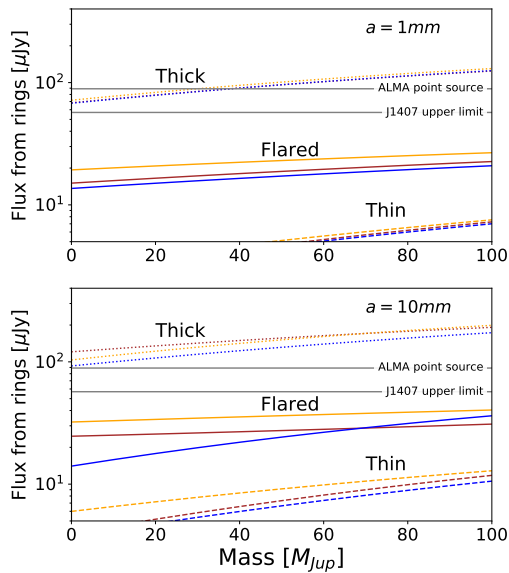 a = 1mm
Thick
ALMA point source
J1407 upper limit
Flared
Thin
Flux from rings [μJy]
10²
10¹
0 20 40 60 80 100
a = 10mm
Thick
ALMA point source
J1407 upper limit
Flared
Thin
Flux from rings [μJy]
10²
10¹
0 20 40 60 80 100
Mass [M_Jup]